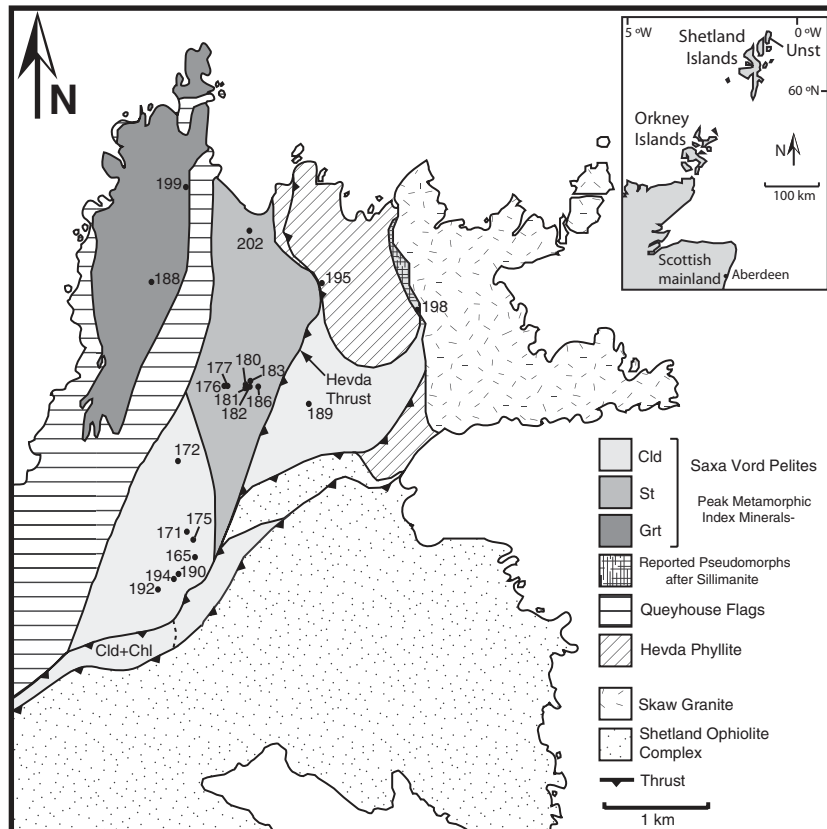 N
5 ºW
0 ºW
Shetland
Islands
Unst
60 ºN
Orkney
Islands
N
100 km
Scottish
mainland
Aberdeen
199
202
188
195
198
177
180
183
176
181
186
182
Hevda
Thrust
189
172
175
171
165
194
190
192
Cld+Chl
Cld
Saxa Vord Pelites
St
Peak Metamorphic
Index Minerals-
Grt
Reported Pseudomorphs
after Sillimanite
Queyhouse Flags
Hevda Phyllite
Skaw Granite
Shetland Ophiolite
Complex
Thrust
1 km